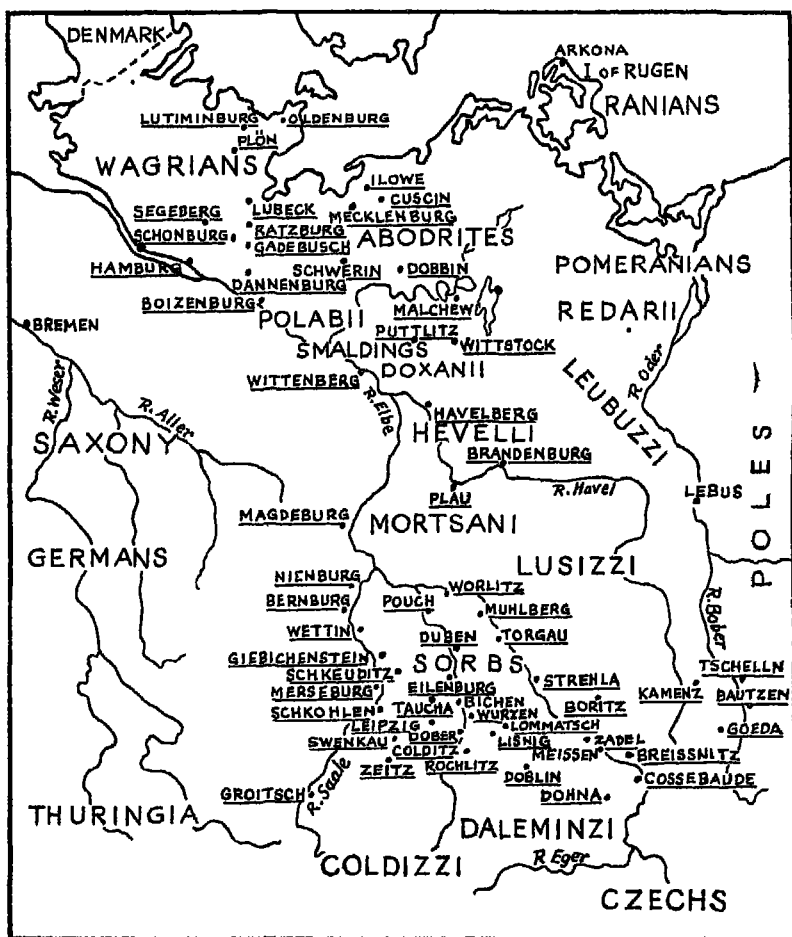 DENMARK
ARKONA
I OF RUGEN
RANIANS
LUTIMINBURG
OLDENBURG
PLÖN
WAGRIANS
ILOWE
CUSCIN
LÜBECK
MECKLENBURG
SEGEBERG
RATZBURG
SCHONBURG
GADEBUSCH
ABODRITES
HAMBURG
SCHWERIN
DOBBIN
POMERANIANS
DANNENBURG
BOIZENBURG
MALCHEW
REDARII
POLABII
BREMEN
PUTTLITZ
WITTSTOCK
SMALDINGS
DOXANII
WITTENBERG
LEUBUZZI
R. Oder
R. Weser
R. Aller
R. Elbe
HAVELBERG
SAXONY
HEVELLI
BRANDENBURG
POLES
PLAU
R. Havel
LEBUS
MAGDEBURG
MORTSANI
GERMANS
LUSIZZI
NIENBURG
WORLITZ
BERNBURG
POUCH
MUHLBERG
R. Bober
WETTIN
DUBEN
TORGAU
GIEBICHENSTEIN
SORBS
TSCHELLN
SCHKEUDITZ
STREHLA
MERSEBURG
EILENBURG
KAMENZ
BAUTZEN
SCHKOHLEN
TAUCHA
BICHEN
BORITZ
WURZEN
LEIPZIG
LOMMATSCH
GOEDA
SWENKAU
DOBER
LISNIG
ZADEL
COLDITZ
MEISSEN
BREISSNITZ
ZEITZ
ROCHLITZ
DOBLIN
COSSEBAUDE
GROITSCH
R. Saale
DOHNA
THURINGIA
DALEMINZI
COLDIZZI
R Eger
CZECHS